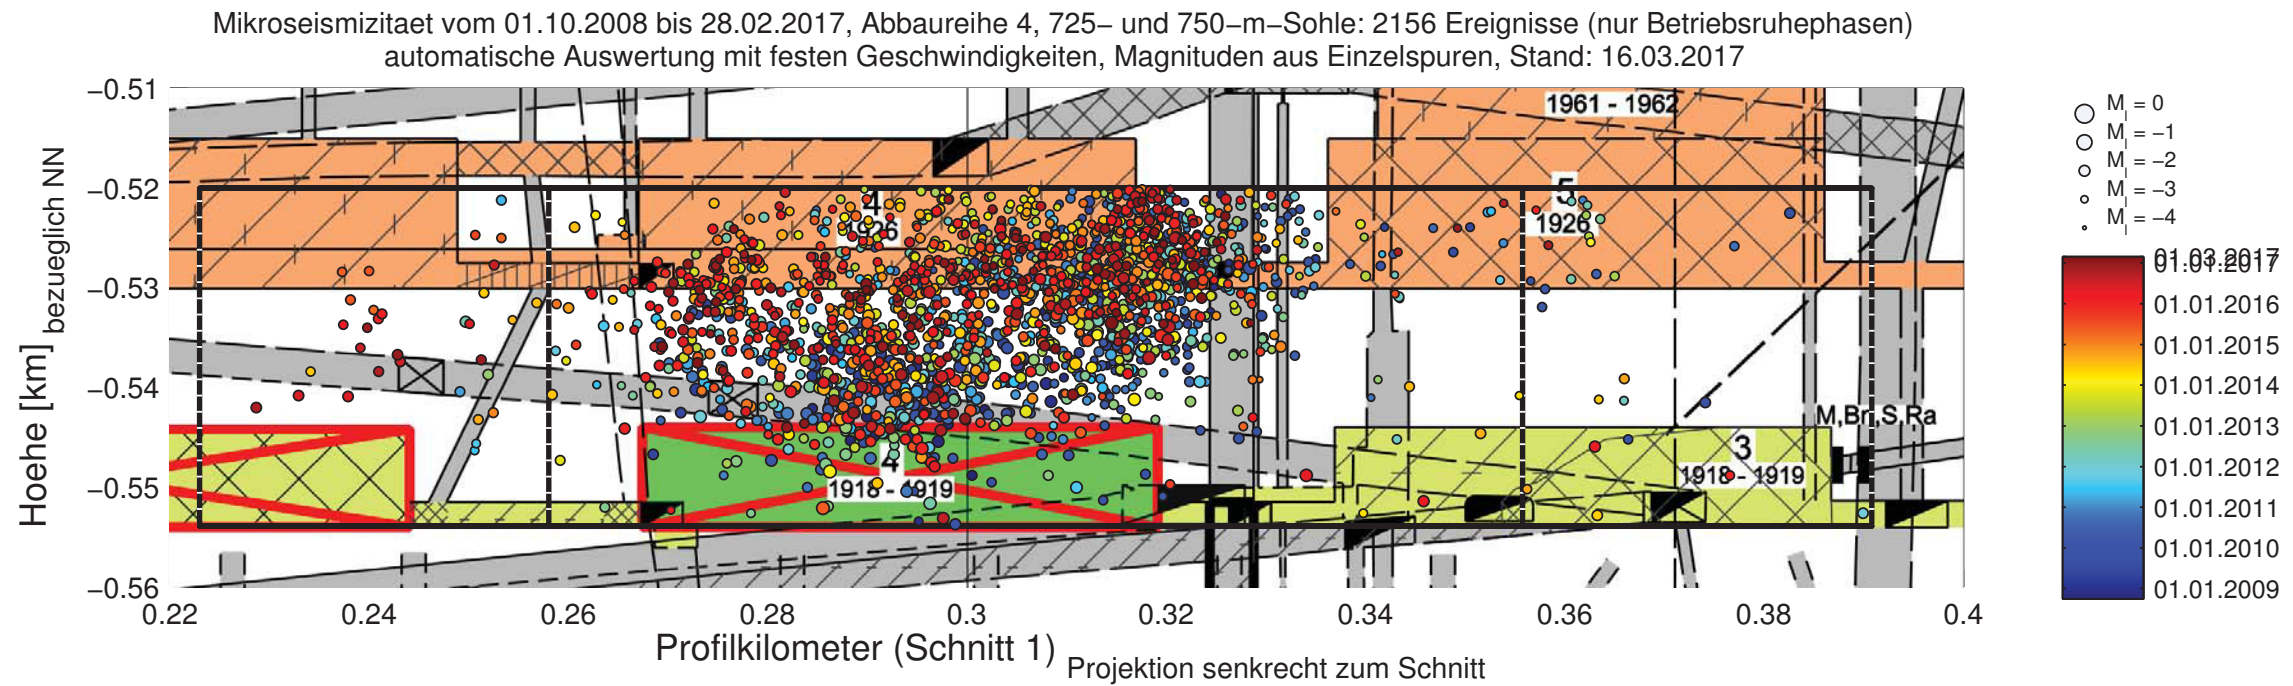 Mikroseismizitaet vom 01.10.2008 bis 28.02.2017, Abbaureihe 4, 725− und 750−m−Sohle: 2156 Ereignisse (nur Betriebsruhephasen)
automatische Auswertung mit festen Geschwindigkeiten, Magnituden aus Einzelspuren, Stand: 16.03.2017
Hoehe [km] bezueglich NN
−0.51
−0.52
−0.53
−0.54
−0.55
−0.56
0.22
0.24
0.26
0.28
0.3
0.32
0.34
0.36
0.38
0.4
Profilkilometer (Schnitt 1) Projektion senkrecht zum Schnitt
1961 - 1962
4
1926
5
1926
M,Br,S,Ra
4
1918 - 1919
3
1918 - 1919
Ml = 0
Ml = −1
Ml = −2
Ml = −3
Ml = −4
01.03.2017
01.01.2017
01.01.2016
01.01.2015
01.01.2014
01.01.2013
01.01.2012
01.01.2011
01.01.2010
01.01.2009